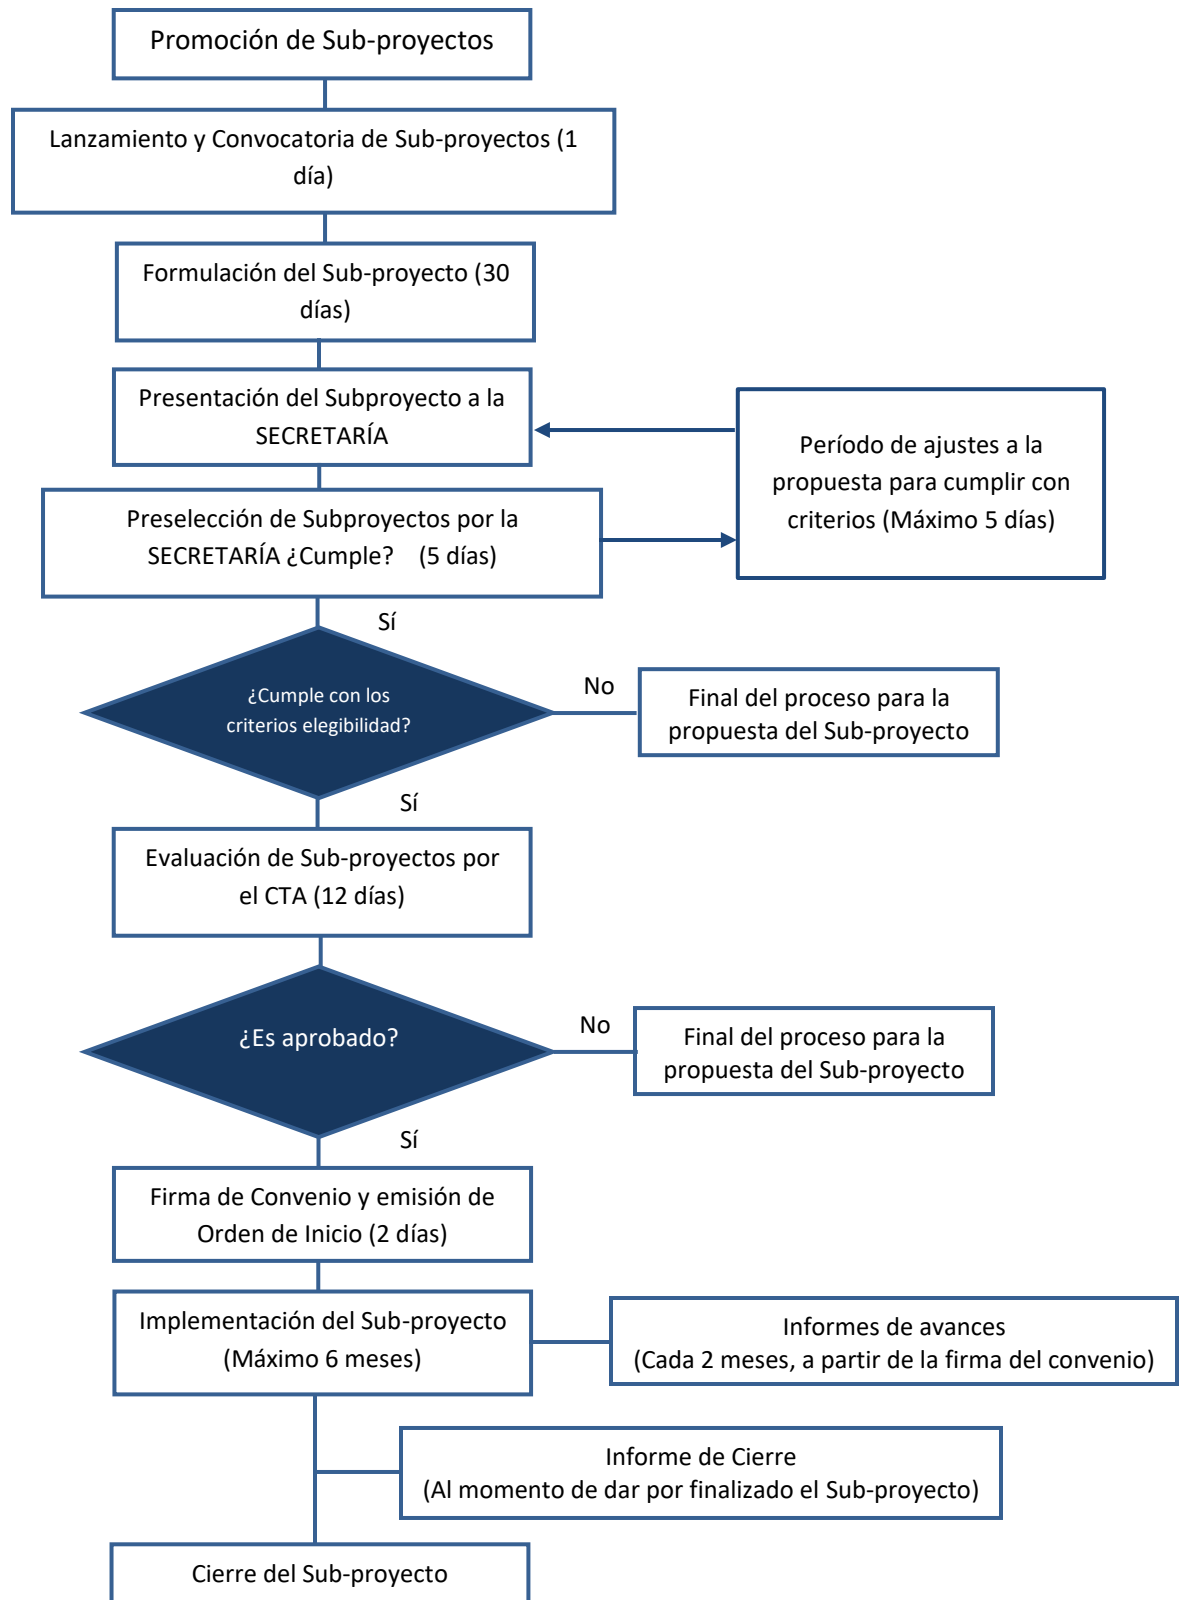 Promoción de Sub-proyectos
Lanzamiento y Convocatoria de Sub-proyectos (1
día)
Formulación del Sub-proyecto (30
días)
Presentación del Subproyecto a la
SECRETARÍA
Período de ajustes a la
propuesta para cumplir con
criterios (Máximo 5 días)
Preselección de Subproyectos por la
SECRETARÍA ¿Cumple? (5 días)
Sí
¿Cumple con los
criterios elegibilidad?
No
Final del proceso para la
propuesta del Sub-proyecto
Sí
Evaluación de Sub-proyectos por
el CTA (12 días)
¿Es aprobado?
No
Final del proceso para la
propuesta del Sub-proyecto
Sí
Firma de Convenio y emisión de
Orden de Inicio (2 días)
Implementación del Sub-proyecto
(Máximo 6 meses)
Informes de avances
(Cada 2 meses, a partir de la firma del convenio)
Informe de Cierre
(Al momento de dar por finalizado el Sub-proyecto)
Cierre del Sub-proyecto